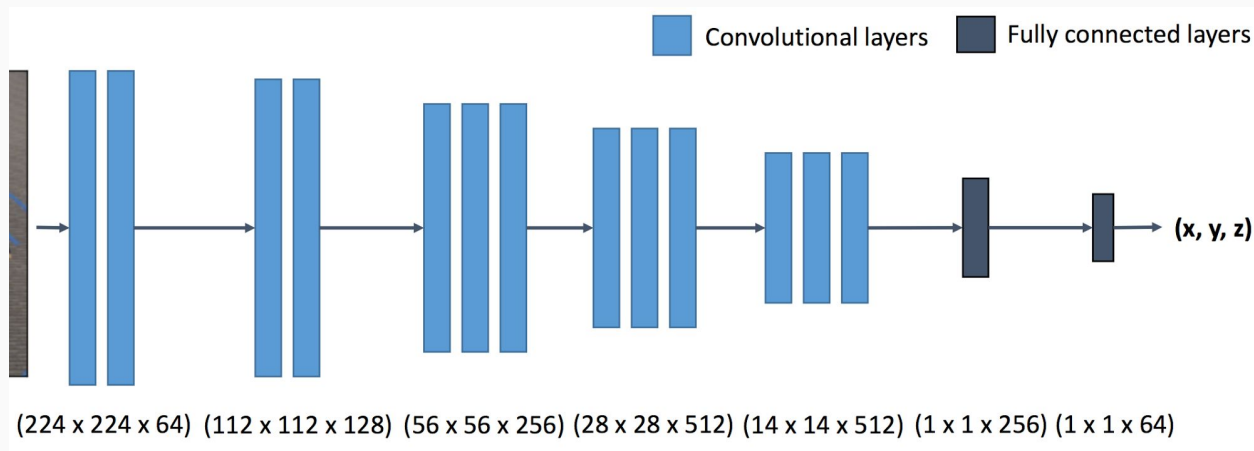 Convolutional layers
Fully connected layers
(x, y, z)
(224 x 224 x 64) (112 x 112 x 128) (56 x 56 x 256) (28 x 28 x 512) (14 x 14 x 512) (1 x 1 x 256) (1 x 1 x 64)